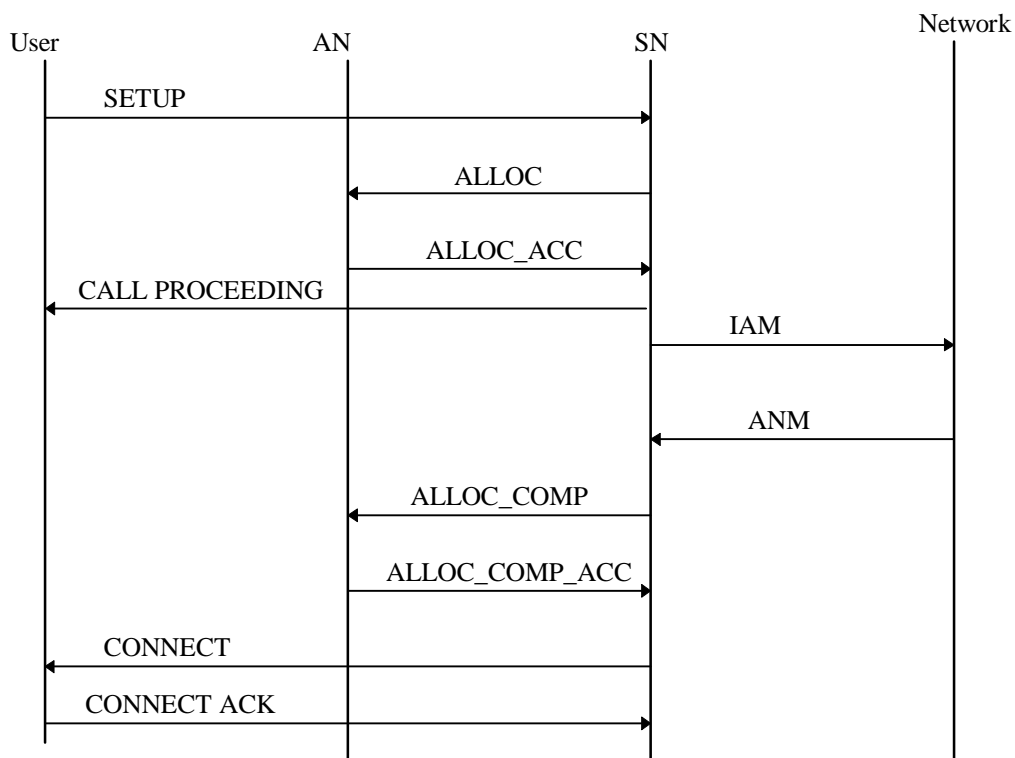 Network
User
AN
SN
SETUP
ALLOC
ALLOC_ACC
CALL PROCEEDING
IAM
ANM
ALLOC_COMP
ALLOC_COMP_ACC
CONNECT
CONNECT ACK